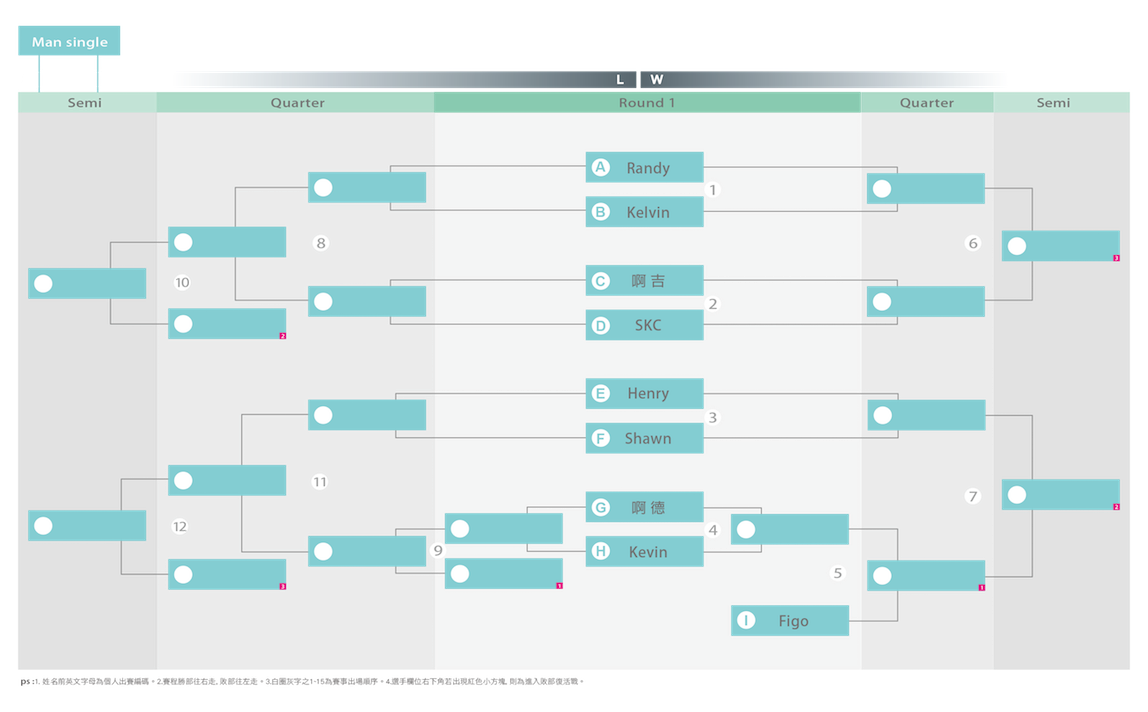 Man single
L W
Semi Quarter Round 1 Quarter Semi
A Randy
1
B Kelvin
8
6
2
10
C 啊吉
2
D SKC
2
E Henry
3
F Shawn
11
7
2
G 啊德
12
4
H Kevin
9
5
3
1
1
I Figo
ps :1. 姓名前英文字母為個人出賽編碼。2.賽程勝部往右走, 敗部往左走。3.白圈灰字之1-15為賽事出場順序。4.選手欄位右下角若出現紅色小方塊, 則為進入敗部復活戰。